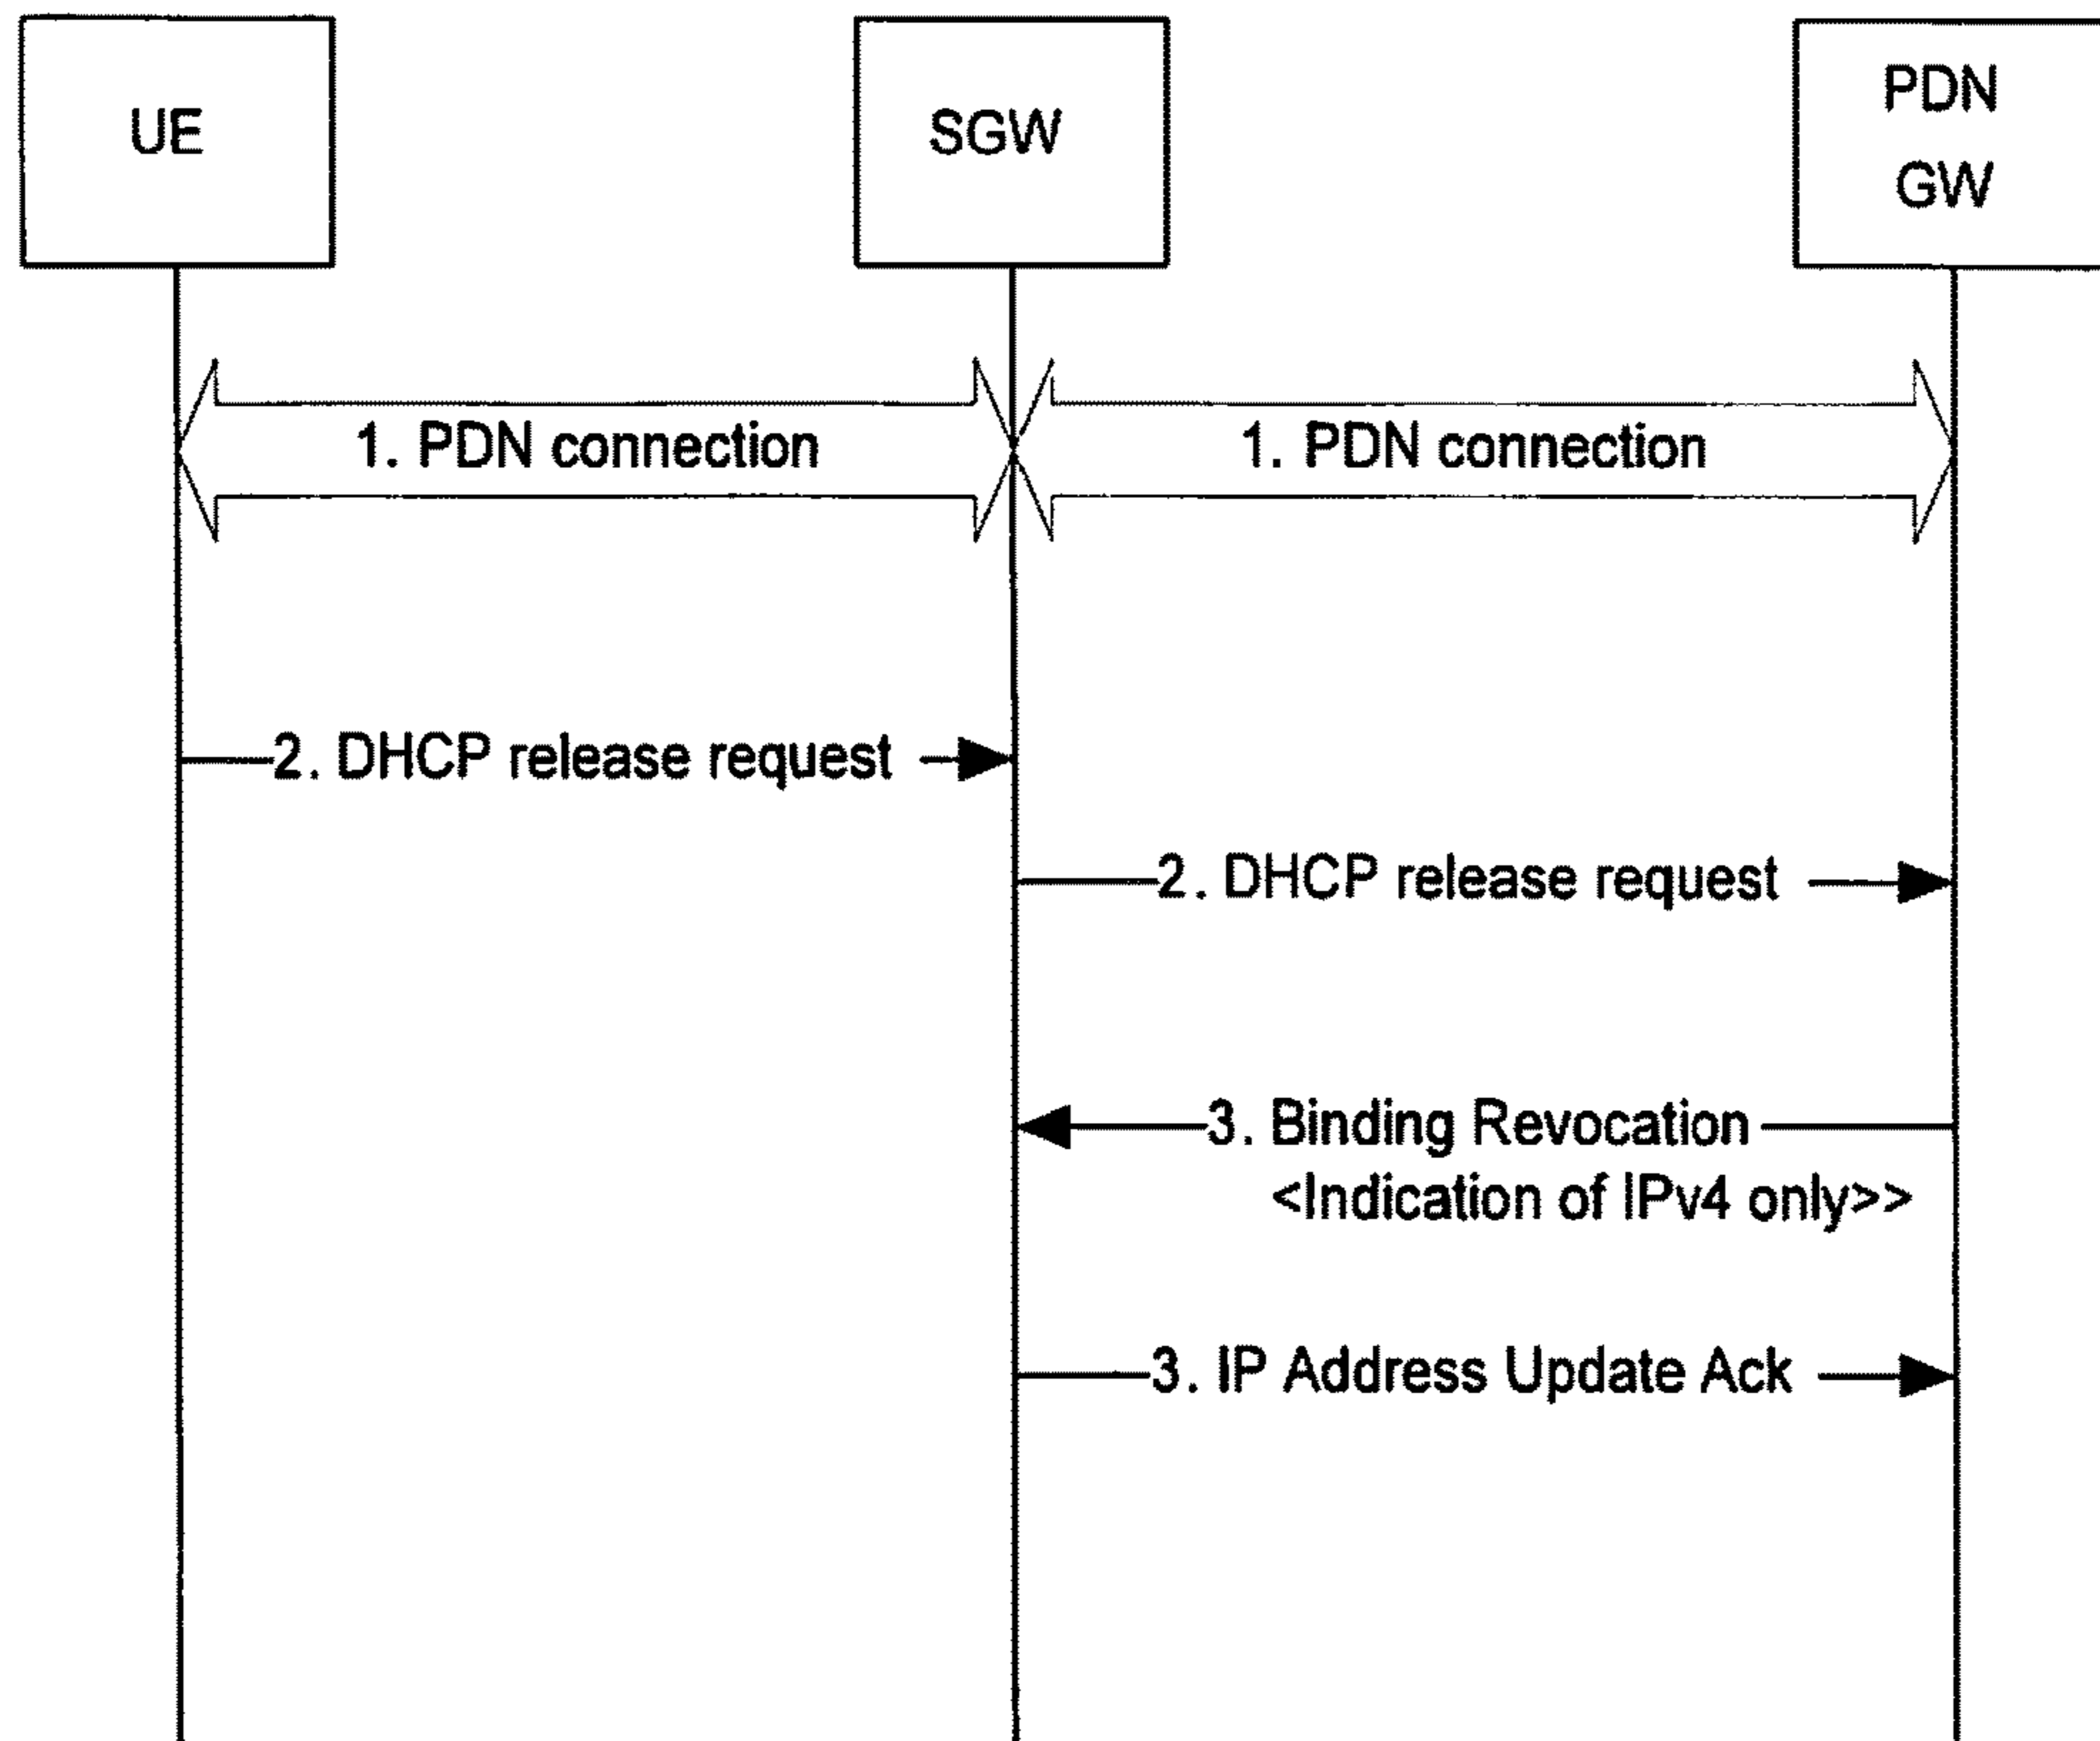 UE
SGW
PDN
GW
1. PDN connection
1. PDN connection
2. DHCP release request
2. DHCP release request
3. Binding Revocation
<Indication of IPv4 only>>
3. IP Address Update Ack